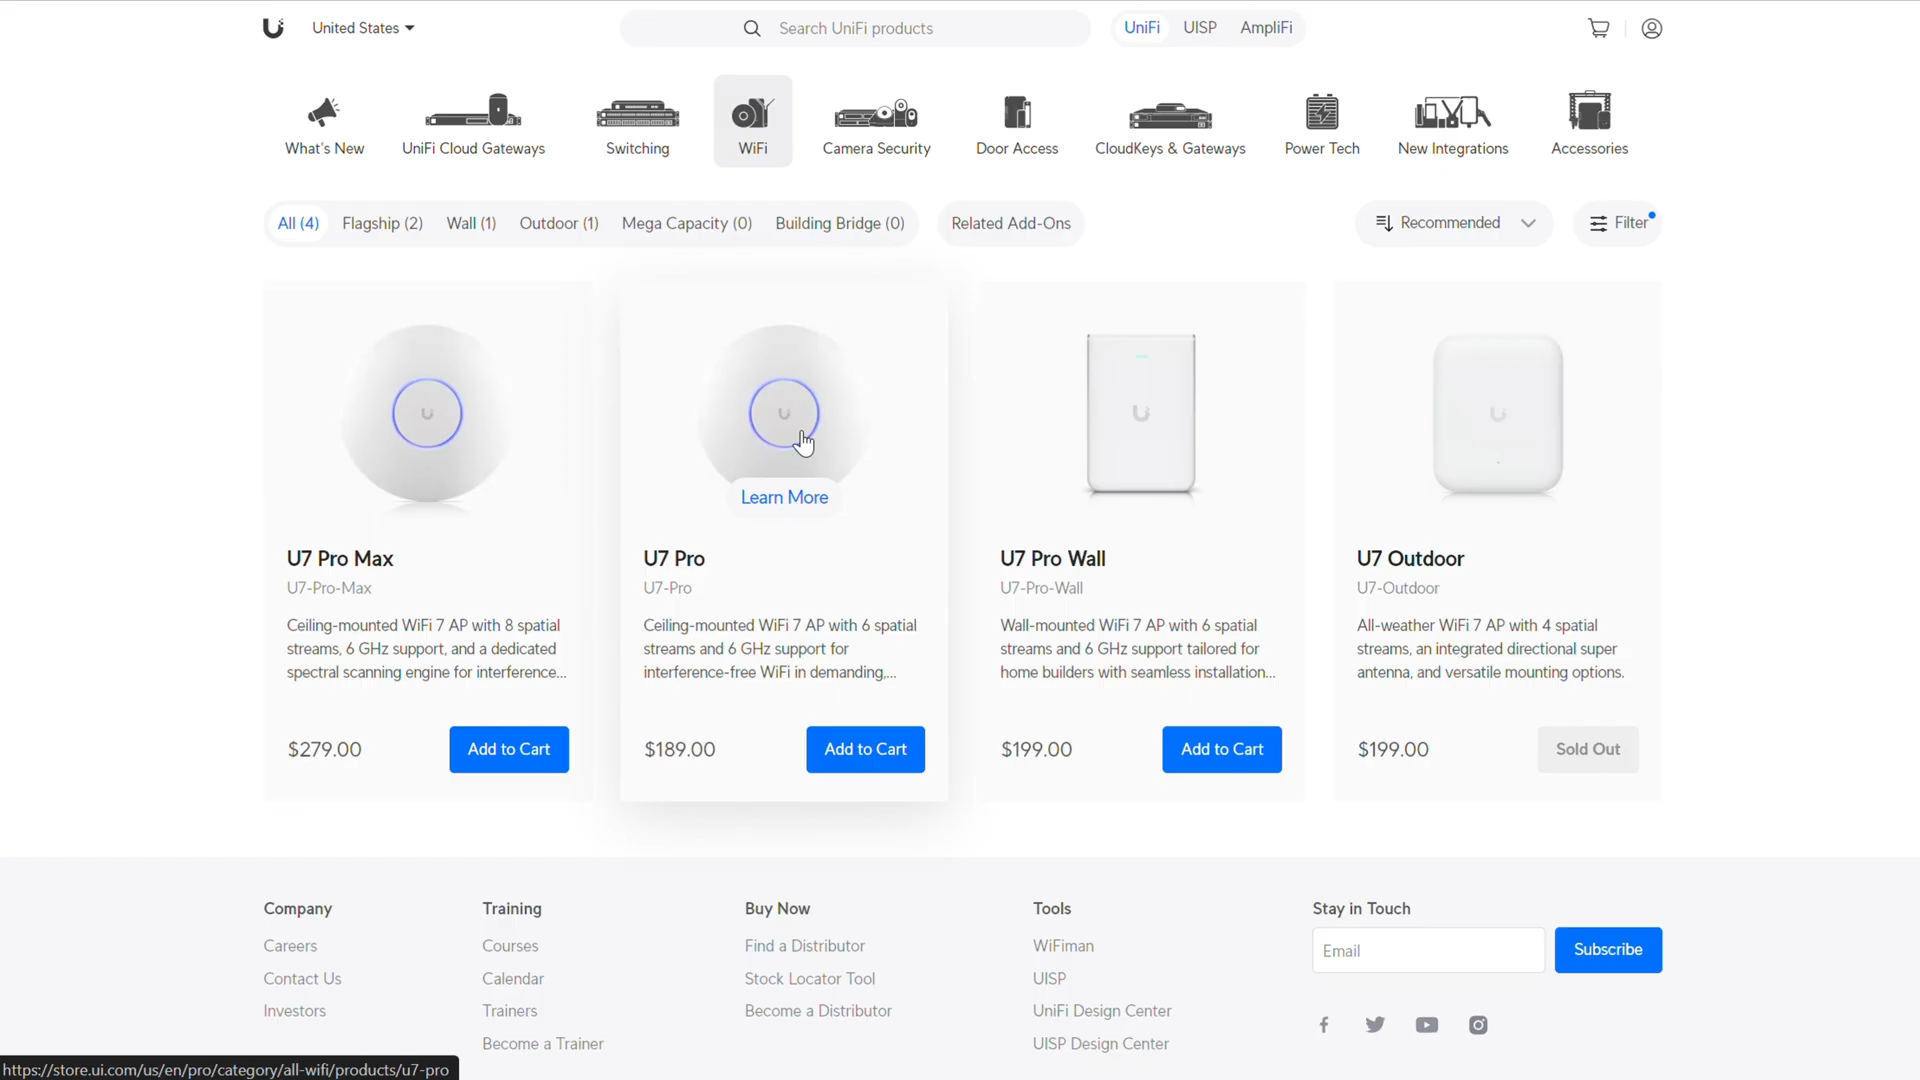 United States
Search UniFi products
UniFi UISP AmpliFi
What's New
UniFi Cloud Gateways
Switching
WiFi
Camera Security
Door Access
CloudKeys & Gateways
Power Tech
New Integrations
Accessories
All (4) Flagship (2) Wall (1) Outdoor (1) Mega Capacity (0) Building Bridge (0) Related Add-Ons
Recommended
Filter
Learn More
U7 Pro Max
U7-Pro-Max
Ceiling-mounted WiFi 7 AP with 8 spatial
streams, 6 GHz support, and a dedicated
spectral scanning engine for interference...
$279.00
Add to Cart
U7 Pro
U7-Pro
Ceiling-mounted WiFi 7 AP with 6 spatial
streams and 6 GHz support for
interference-free WiFi in demanding,...
$189.00
Add to Cart
U7 Pro Wall
U7-Pro-Wall
Wall-mounted WiFi 7 AP with 6 spatial
streams and 6 GHz support tailored for
home builders with seamless installation...
$199.00
Add to Cart
U7 Outdoor
U7-Outdoor
All-weather WiFi 7 AP with 4 spatial
streams, an integrated directional super
antenna, and versatile mounting options.
$199.00
Sold Out
Company
Careers
Contact Us
Investors
Training
Courses
Calendar
Trainers
Become a Trainer
Buy Now
Find a Distributor
Stock Locator Tool
Become a Distributor
Tools
WiFiman
UISP
UniFi Design Center
UISP Design Center
Stay in Touch
Email
Subscribe
https://store.ui.com/us/en/pro/category/all-wifi/products/u7-pro